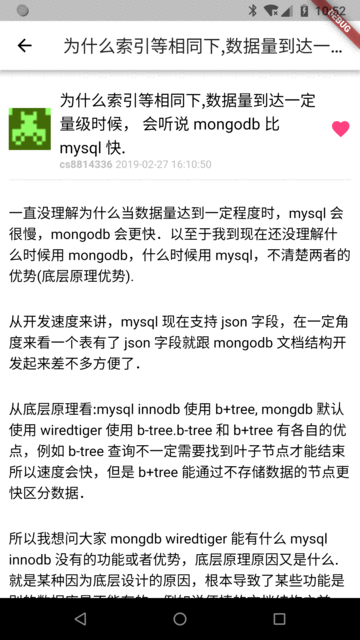 10:52
DEBUG
为什么索引等相同下,数据量到达一...
为什么索引等相同下,数据量到达一定
量级时候， 会听说 mongodb 比
mysql 快.
cs8814336 2019-02-27 16:10:50
一直没理解为什么当数据量达到一定程度时，mysql 会
很慢，mongodb 会更快．以至于我到现在还没理解什
么时候用 mongodb，什么时候用 mysql，不清楚两者的
优势(底层原理优势).
从开发速度来讲，mysql 现在支持 json 字段，在一定角
度来看一个表有了 json 字段就跟 mongodb 文档结构开
发起来差不多方便了．
从底层原理看:mysql innodb 使用 b+tree, mongdb 默认
使用 wiredtiger 使用 b-tree.b-tree 和 b+tree 有各自的优
点，例如 b-tree 查询不一定需要找到叶子节点才能结束
所以速度会快，但是 b+tree 能通过不存储数据的节点更
快区分数据．
所以我想问大家 mongdb wiredtiger 能有什么 mysql
innodb 没有的功能或者优势，底层原理原因又是什么.
就是某种因为底层设计的原因，根本导致了某些功能是